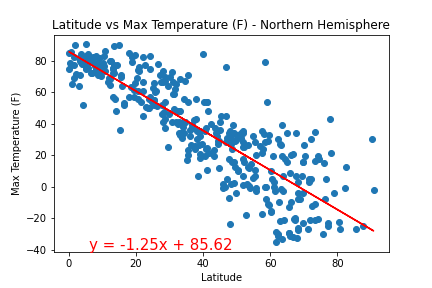 Latitude vs Max Temperature (F) - Northern Hemisphere
Max Temperature (F)
80
60
40
20
0
−20
−40
y = -1.25x + 85.62
0 20 40 60 80
Latitude